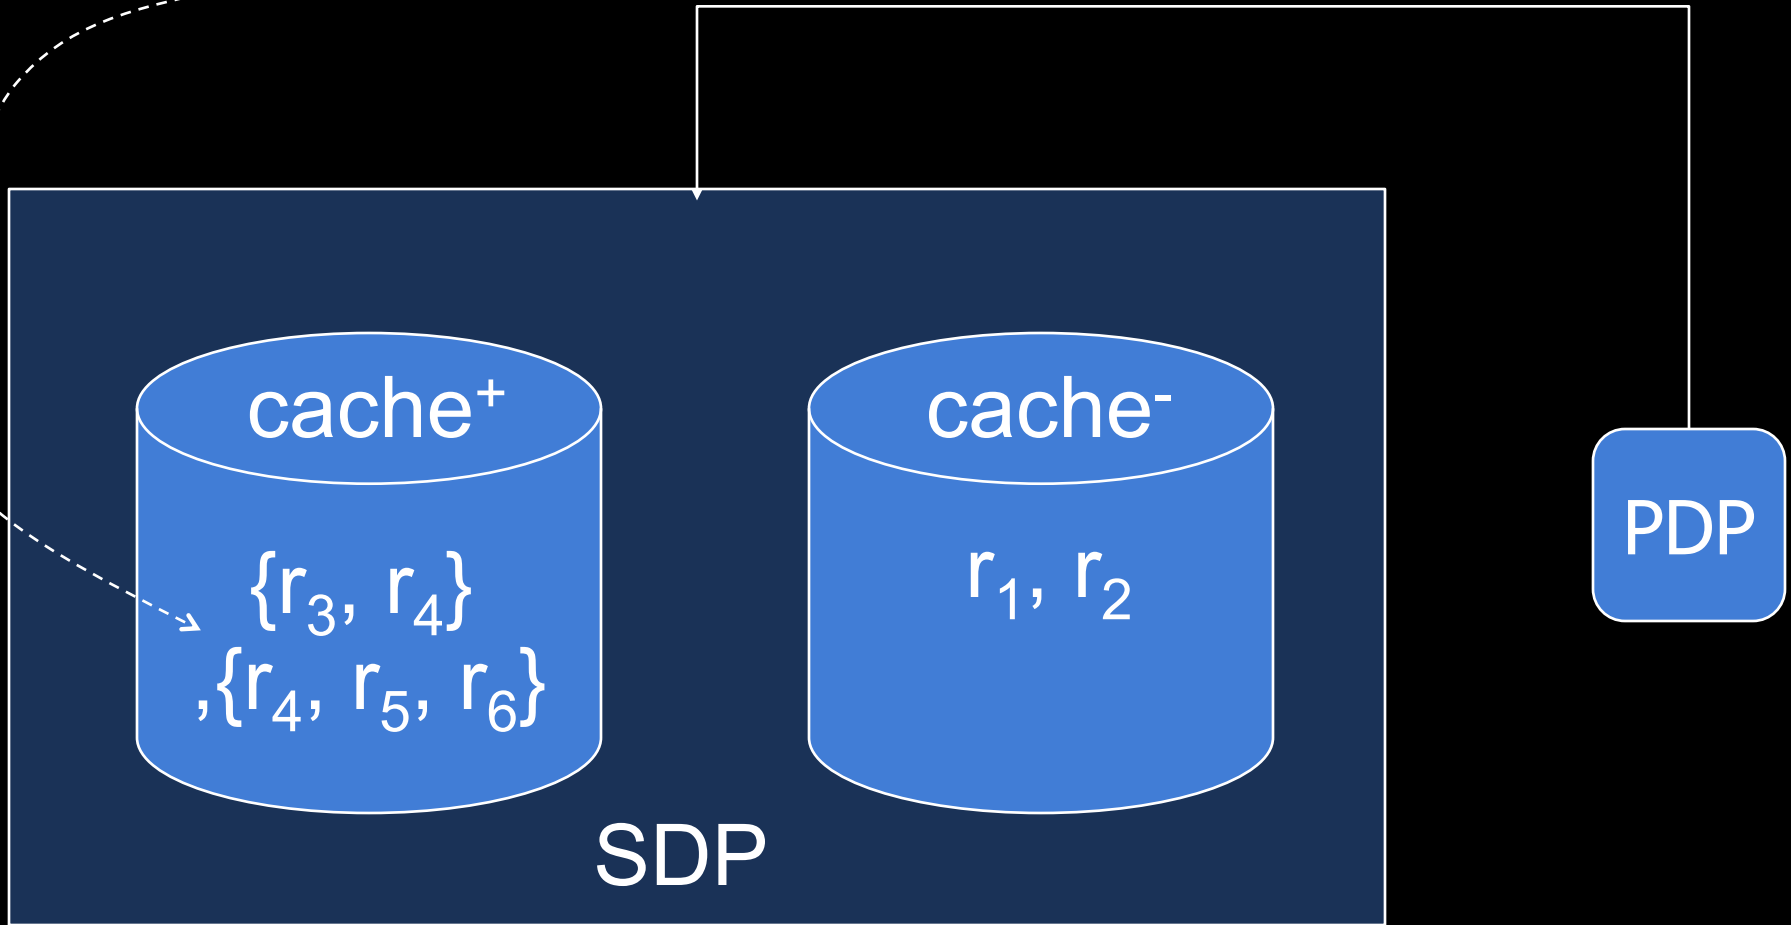 cache⁺
cache⁻
{r₃, r₄}
,{r₄, r₅, r₆}
r₁, r₂
PDP
SDP